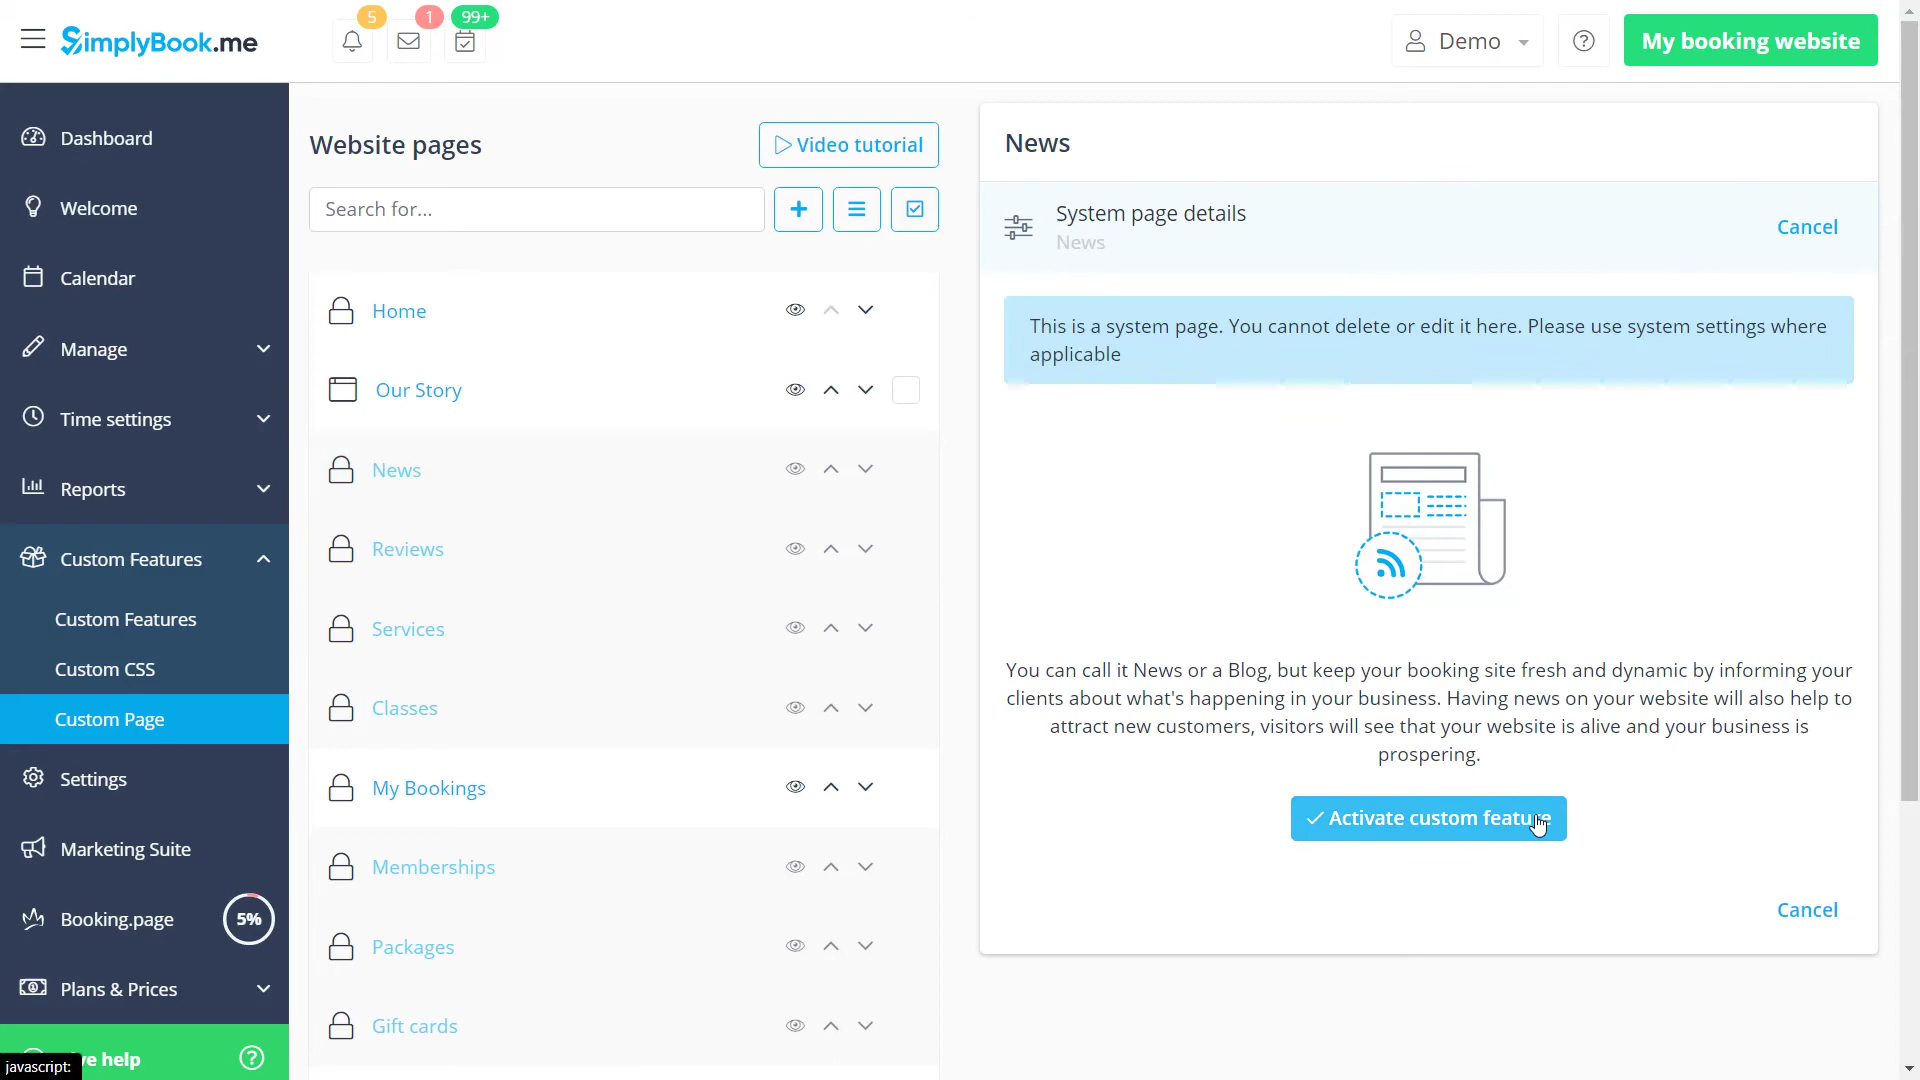 SimplyBook.me
5
1
99+
Demo
My booking website
Dashboard
Welcome
Calendar
Manage
Time settings
Reports
Custom Features
Custom Features
Custom CSS
Custom Page
Settings
Marketing Suite
Booking.page
5%
Plans & Prices
ve help
javascript:
Website pages
Video tutorial
Search for...
Home
Our Story
News
Reviews
Services
Classes
My Bookings
Memberships
Packages
Gift cards
News
System page details
News
Cancel
This is a system page. You cannot delete or edit it here. Please use system settings where
applicable
You can call it News or a Blog, but keep your booking site fresh and dynamic by informing your
clients about what's happening in your business. Having news on your website will also help to
attract new customers, visitors will see that your website is alive and your business is
prospering.
Activate custom feature
Cancel